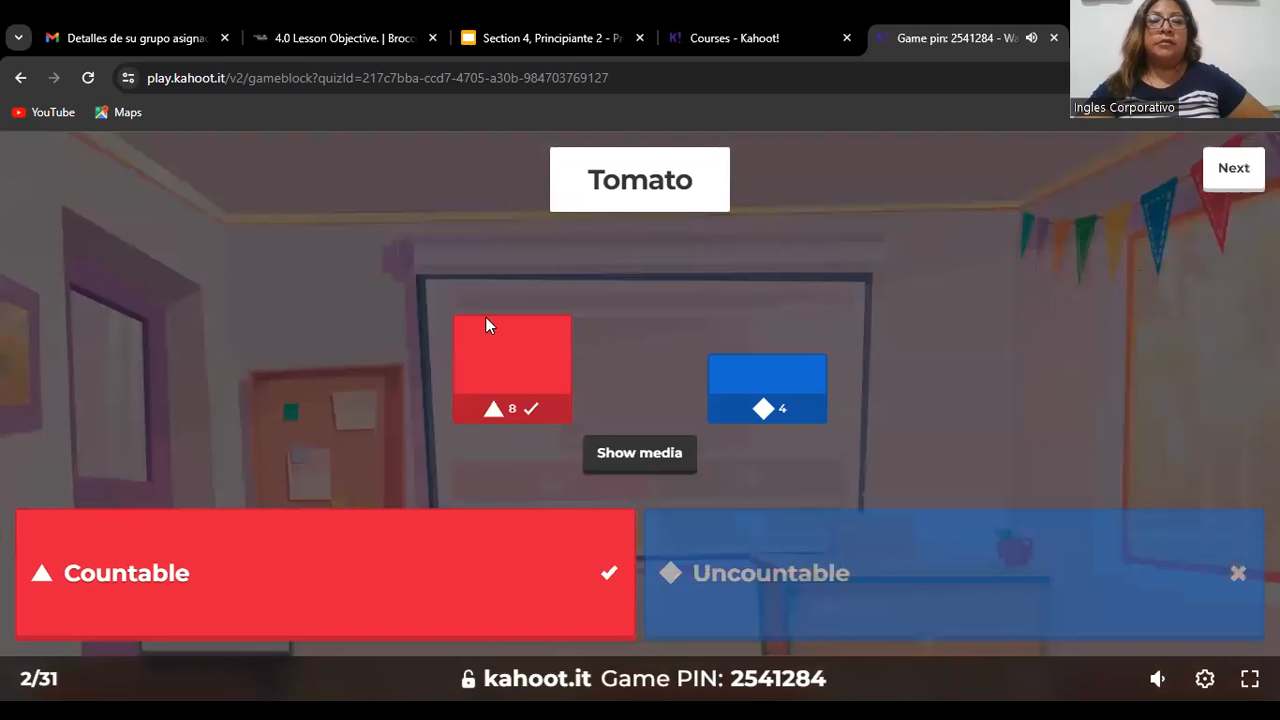 Detalles de su grupo asigna
4.0 Lesson Objective. | Brocc
Section 4, Principiante 2 - Pr
Courses - Kahoot!
Game pin: 2541284 - Wa
play.kahoot.it/v2/gameblock?quizId=217c7bba-ccd7-4705-a30b-984703769127
Ingles Corporativo
YouTube
Maps
Tomato
Next
8
4
Show media
Countable
Uncountable
2/31
kahoot.it Game PIN: 2541284